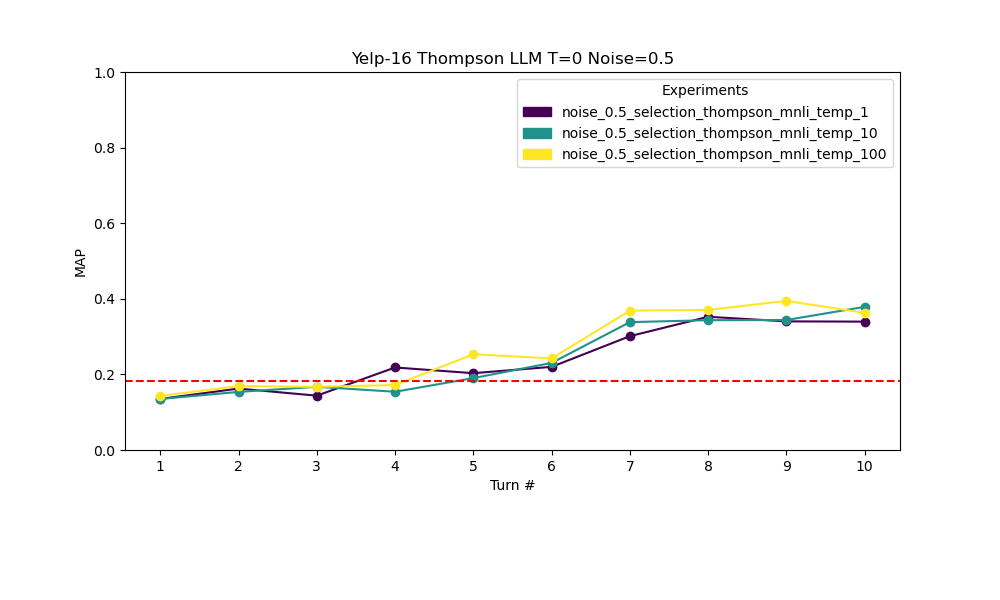 Yelp-16 Thompson LLM T=0 Noise=0.5
Experiments
noise_0.5_selection_thompson_mnli_temp_1
noise_0.5_selection_thompson_mnli_temp_10
noise_0.5_selection_thompson_mnli_temp_100
MAP
1.0
0.8
0.6
0.4
0.2
0.0
1 2 3 4 5 6 7 8 9 10
Turn #